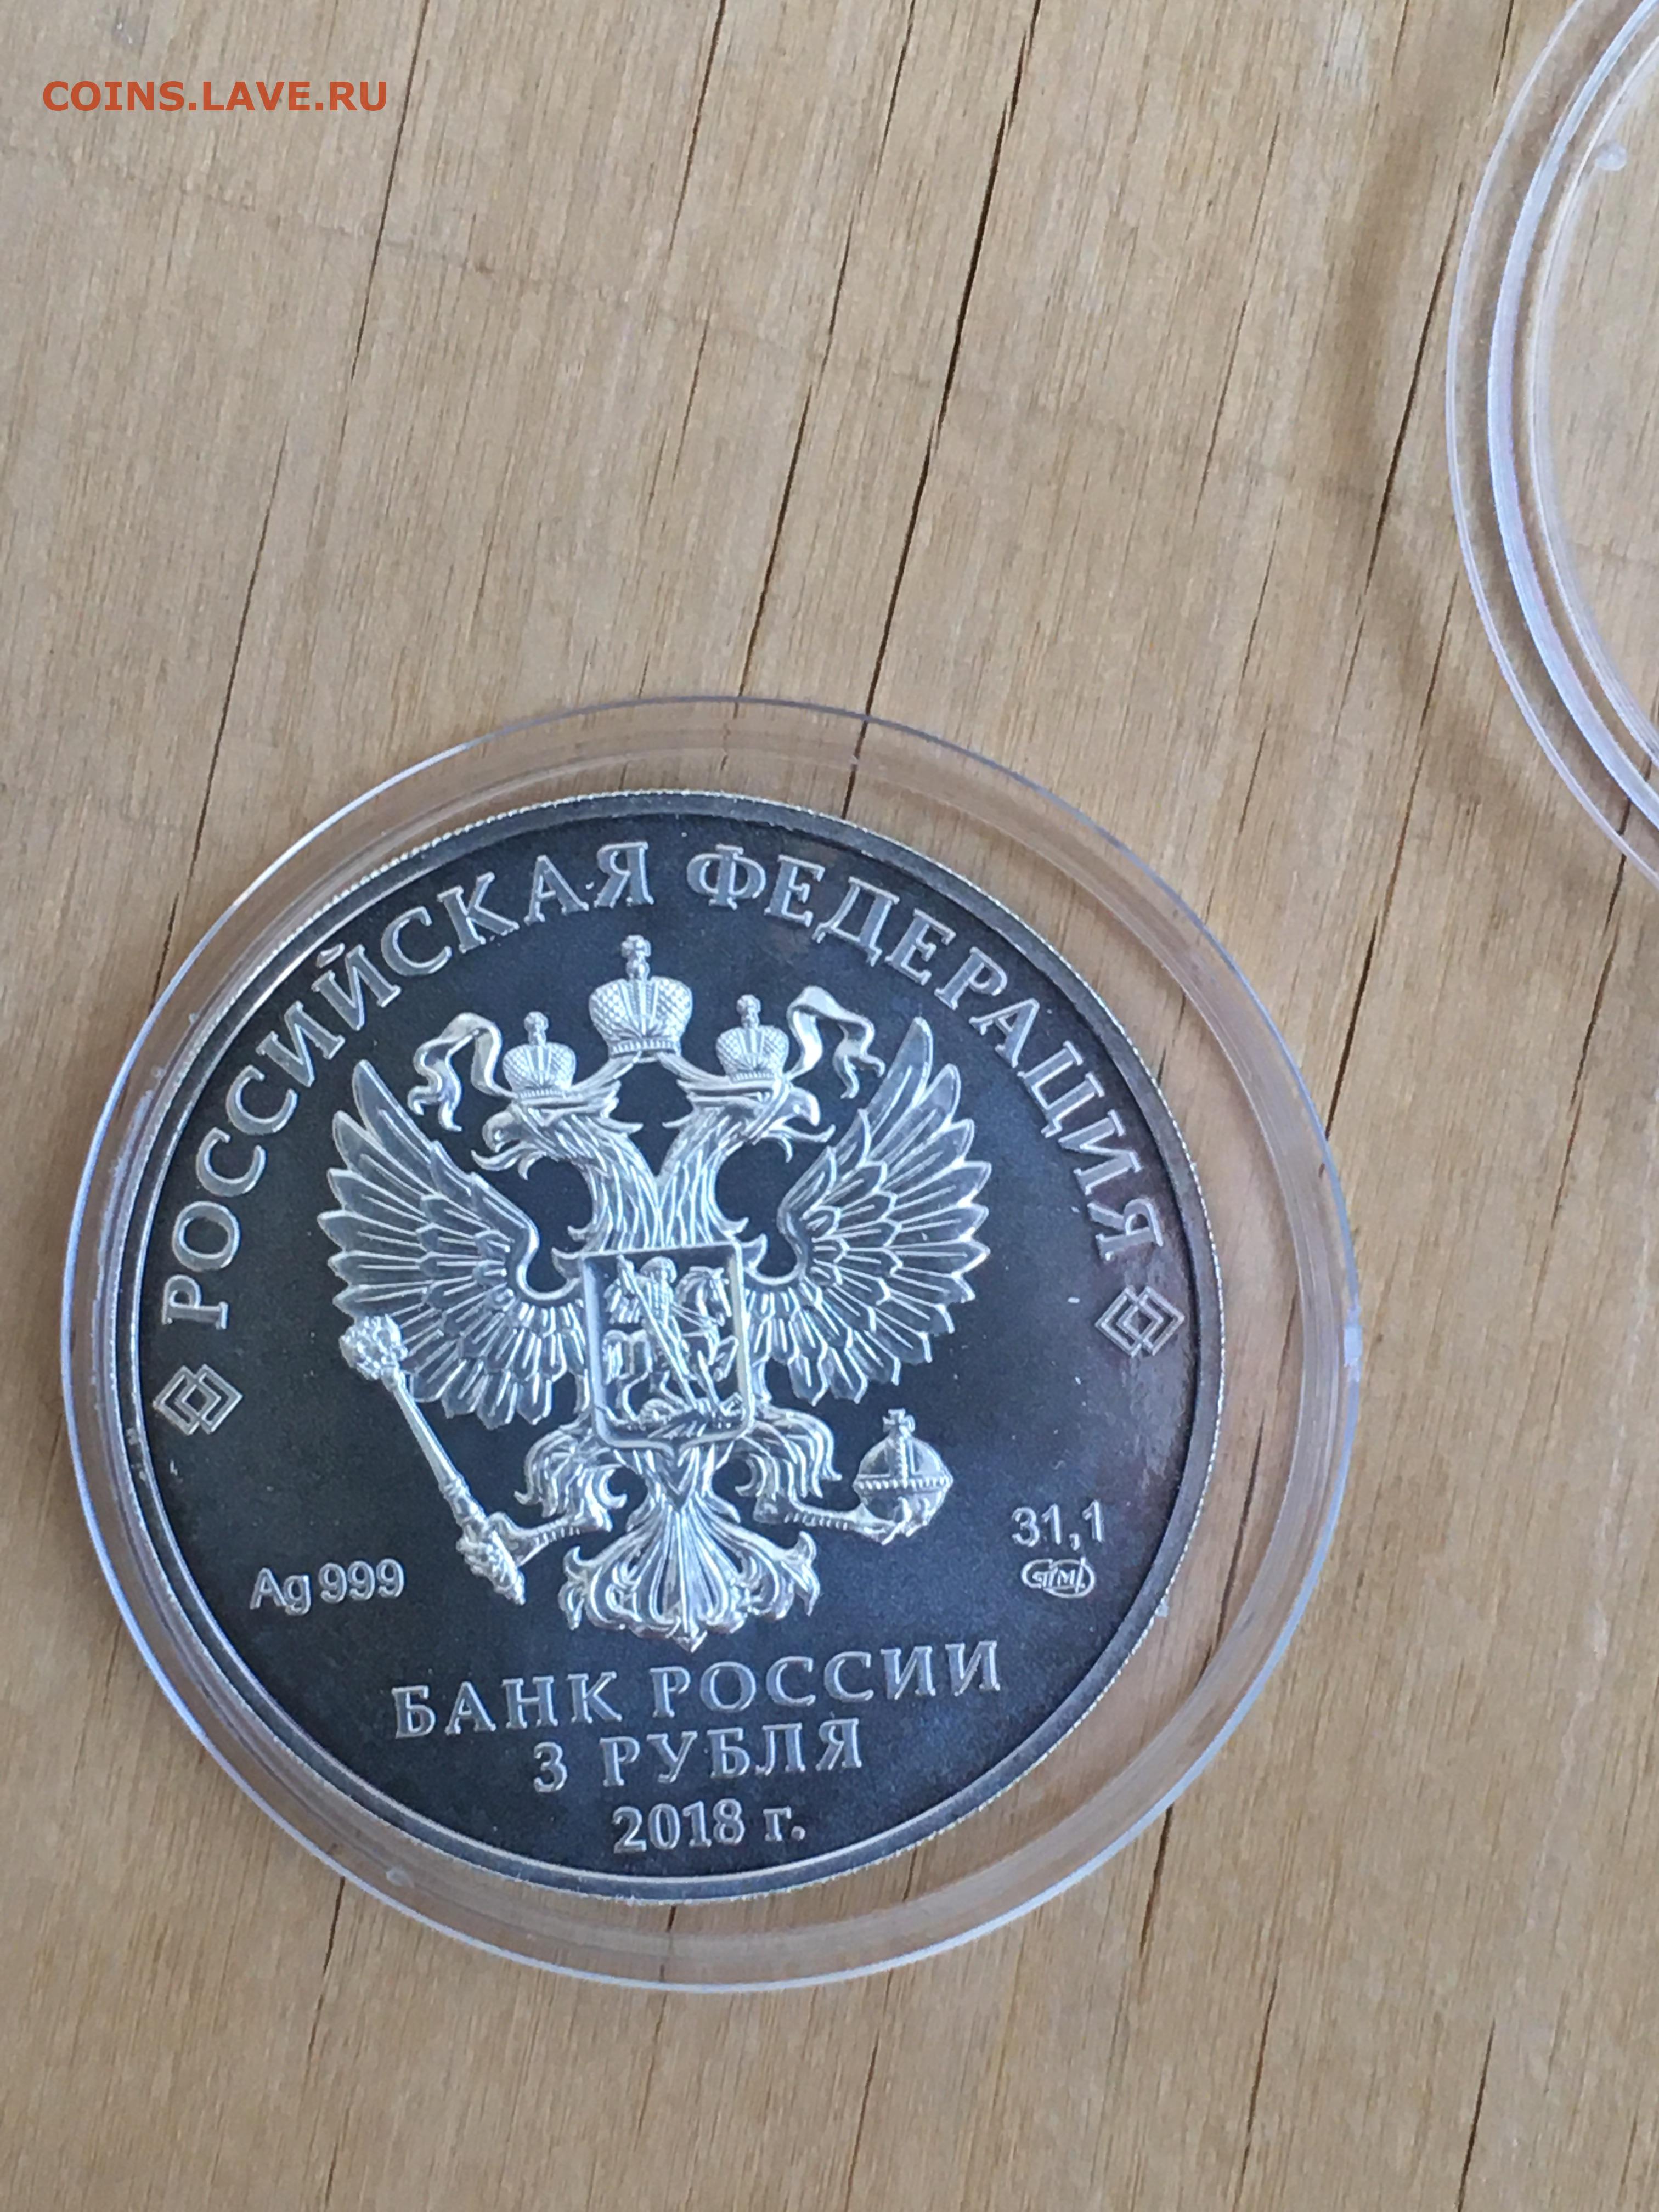 COINS.LAVE.RU
РОССИЙСКАЯ ФЕДЕРАЦИЯ
31,1
СПМД
Ag 999
БАНК РОССИИ
3 РУБЛЯ
2018 г.